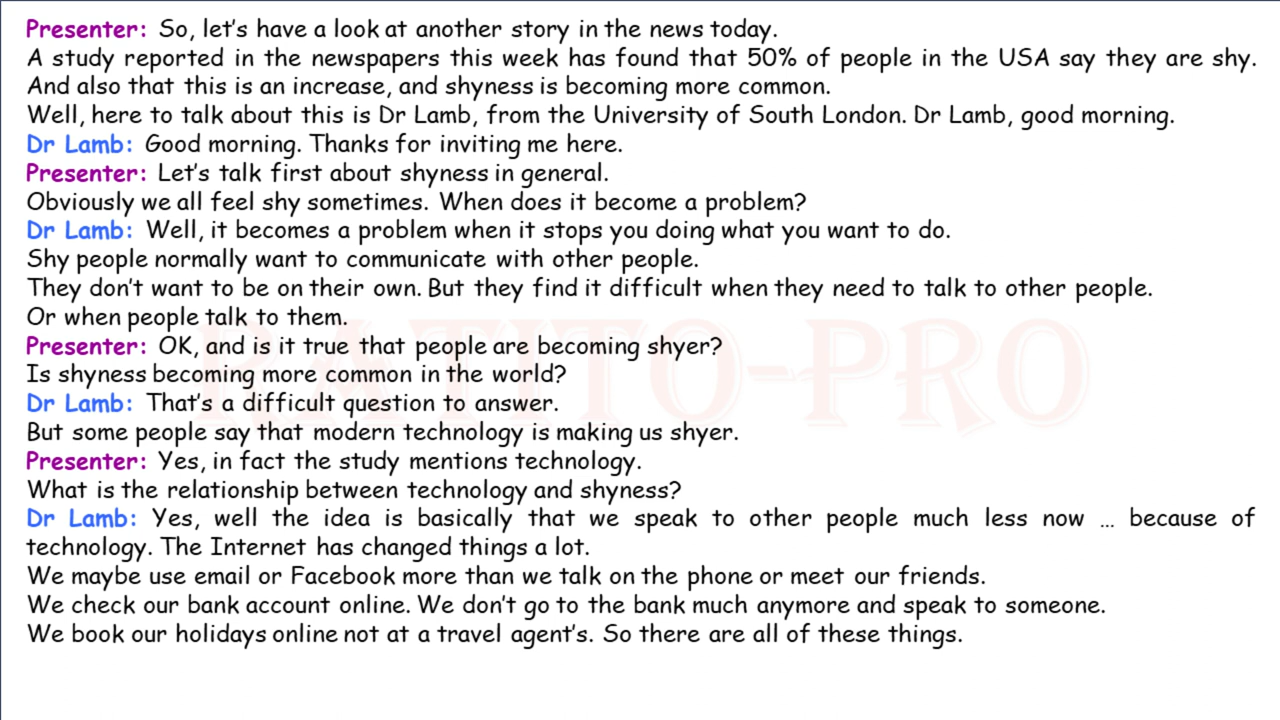 Presenter: So, let's have a look at another story in the news today.
A study reported in the newspapers this week has found that 50% of people in the USA say they are shy.
And also that this is an increase, and shyness is becoming more common.
Well, here to talk about this is Dr Lamb, from the University of South London. Dr Lamb, good morning.
Dr Lamb: Good morning. Thanks for inviting me here.
Presenter: Let's talk first about shyness in general.
Obviously we all feel shy sometimes. When does it become a problem?
Dr Lamb: Well, it becomes a problem when it stops you doing what you want to do.
Shy people normally want to communicate with other people.
They don't want to be on their own. But they find it difficult when they need to talk to other people.
Or when people talk to them.
Presenter: OK, and is it true that people are becoming shyer?
Is shyness becoming more common in the world?
RATITO-PRO
Dr Lamb: That's a difficult question to answer.
But some people say that modern technology is making us shyer.
Presenter: Yes, in fact the study mentions technology.
What is the relationship between technology and shyness?
Dr Lamb: Yes, well the idea is basically that we speak to other people much less now … because of
technology. The Internet has changed things a lot.
We maybe use email or Facebook more than we talk on the phone or meet our friends.
We check our bank account online. We don't go to the bank much anymore and speak to someone.
We book our holidays online not at a travel agent's. So there are all of these things.